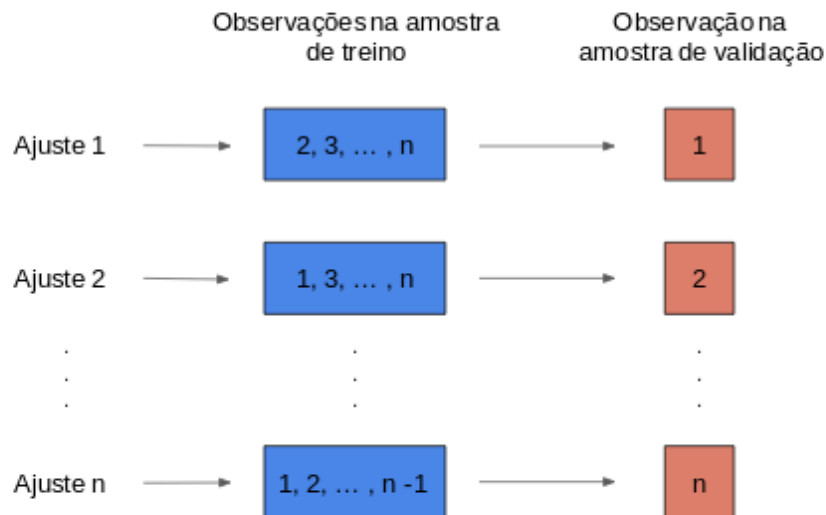 Observações na amostra
de treino
Observação na
amostra de validação
Ajuste 1
2, 3, ... , n
1
Ajuste 2
1, 3, ... , n
2
. . .
. . .
. . .
Ajuste n
1, 2, ... , n -1
n